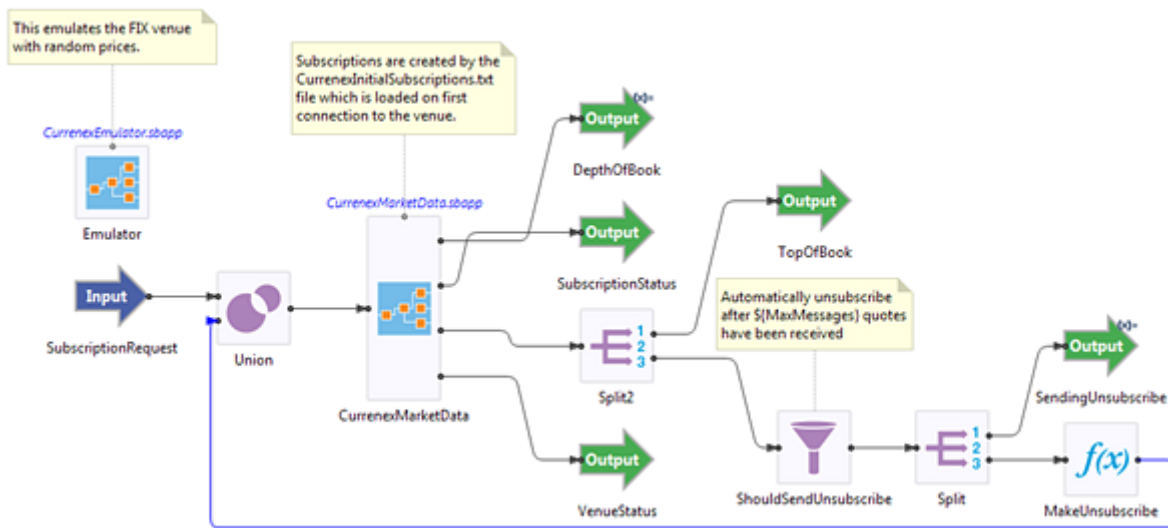 This emulates the FIX venue
with random prices.
Subscriptions are created by the
CurrenexInitialSubscriptions.txt
file which is loaded on first
connection to the venue.
CurrenexEmulator.sbapp
Emulator
Output
(x)=
DepthOfBook
CurrenexMarketData.sbapp
Output
TopOfBook
Output
SubscriptionStatus
Input
SubscriptionRequest
Union
CurrenexMarketData
Automatically unsubscribe
after ${MaxMessages} quotes
have been received
1
2
3
Split2
Output
(x)=
SendingUnsubscribe
Output
VenueStatus
ShouldSendUnsubscribe
1
2
3
Split
f(x)
MakeUnsubscribe